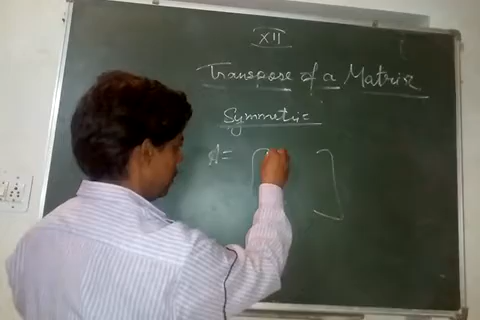 XII
Transpose of a Matrix
Symmetric
A =